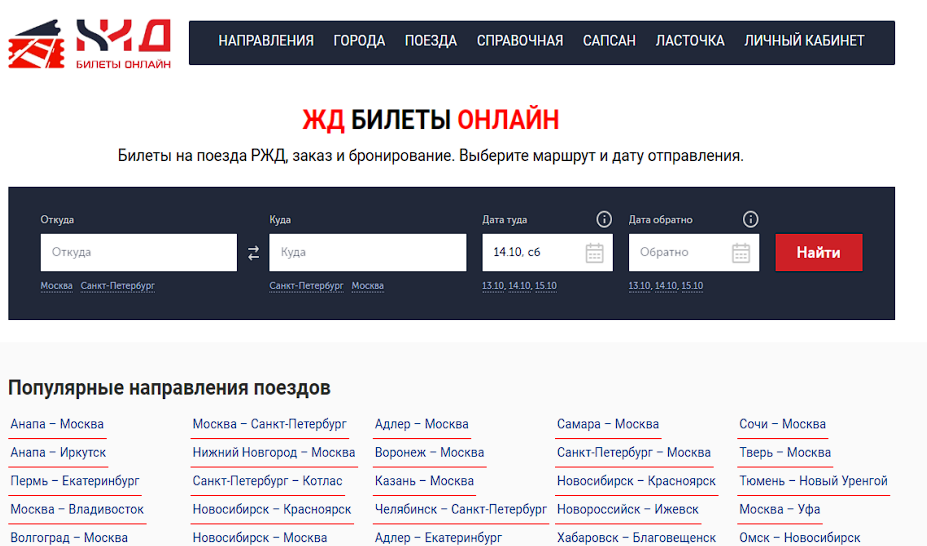 ЖД
БИЛЕТЫ ОНЛАЙН
НАПРАВЛЕНИЯ ГОРОДА ПОЕЗДА СПРАВОЧНАЯ САПСАН ЛАСТОЧКА ЛИЧНЫЙ КАБИНЕТ
ЖД БИЛЕТЫ ОНЛАЙН
Билеты на поезда РЖД, заказ и бронирование. Выберите маршрут и дату отправления.
Откуда Куда Дата туда Дата обратно
Откуда Куда 14.10, сб Обратно Найти
Москва Санкт-Петербург Санкт-Петербург Москва 13.10, 14.10, 15.10 13.10, 14.10, 15.10
Популярные направления поездов
Анапа – Москва Москва – Санкт-Петербург Адлер – Москва Самара – Москва Сочи – Москва
Анапа – Иркутск Нижний Новгород – Москва Воронеж – Москва Санкт-Петербург – Москва Тверь – Москва
Пермь – Екатеринбург Санкт-Петербург – Котлас Казань – Москва Новосибирск – Красноярск Тюмень – Новый Уренгой
Москва – Владивосток Новосибирск – Красноярск Челябинск – Санкт-Петербург Новороссийск – Ижевск Москва – Уфа
Волгоград – Москва Новосибирск – Москва Адлер – Екатеринбург Хабаровск – Благовещенск Омск – Новосибирск